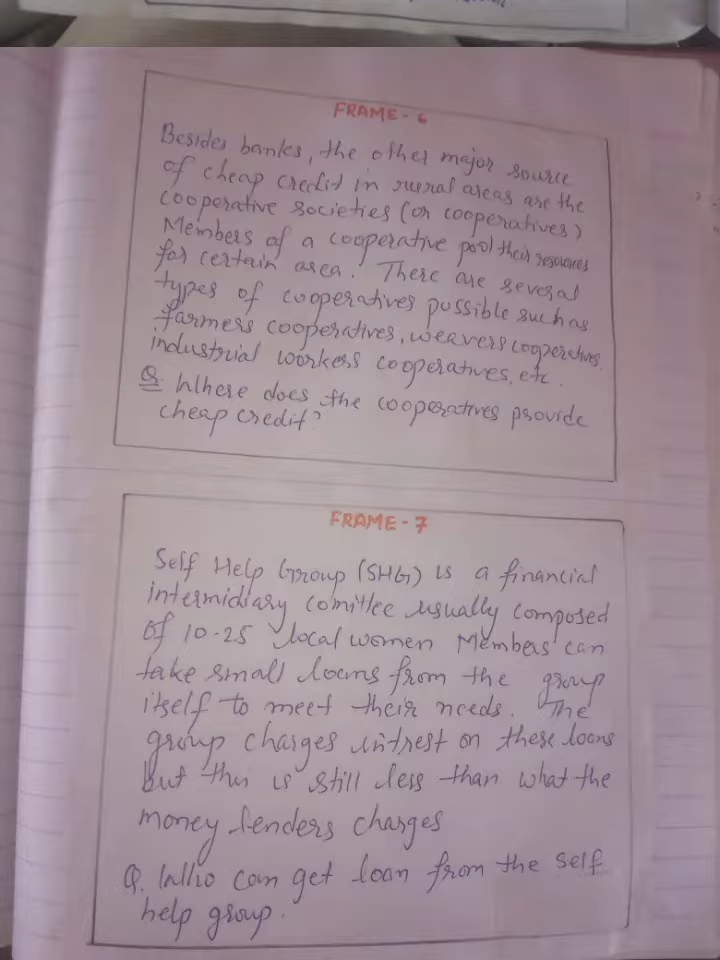 FRAME - 6
Besides banks, the other major source
of cheap credit in rural areas are the
cooperative societies (or cooperatives)
Members of a cooperative pool their resources
for certain area. There are several
types of cooperatives possible such as
farmers cooperatives, weavers cooperatives,
industrial workers cooperatives, etc.
Q. Where does the cooperatives provide
cheap credit?
FRAME - 7
Self Help Group (SHG) is a financial
intermidiary comittee usually composed
of 10-25 local women Members can
take small loans from the group
itself to meet their needs. The
group charges intrest on these loans
but this is still less than what the
money lenders charges
Q. Who can get loan from the self
help group.